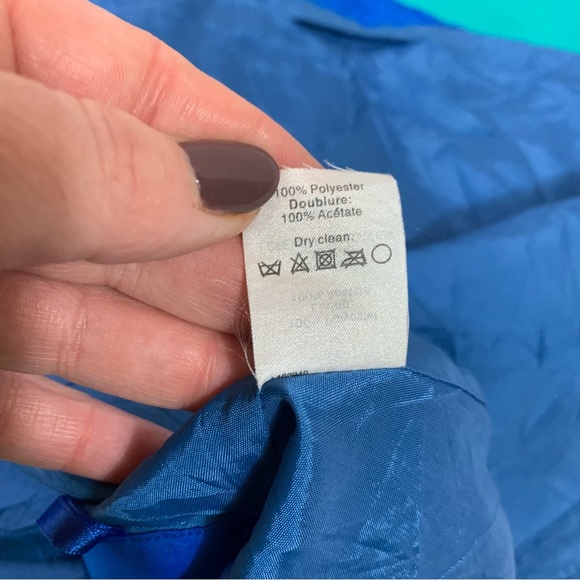 100% Polyester
Doublure:
100% Acétate
Dry clean.